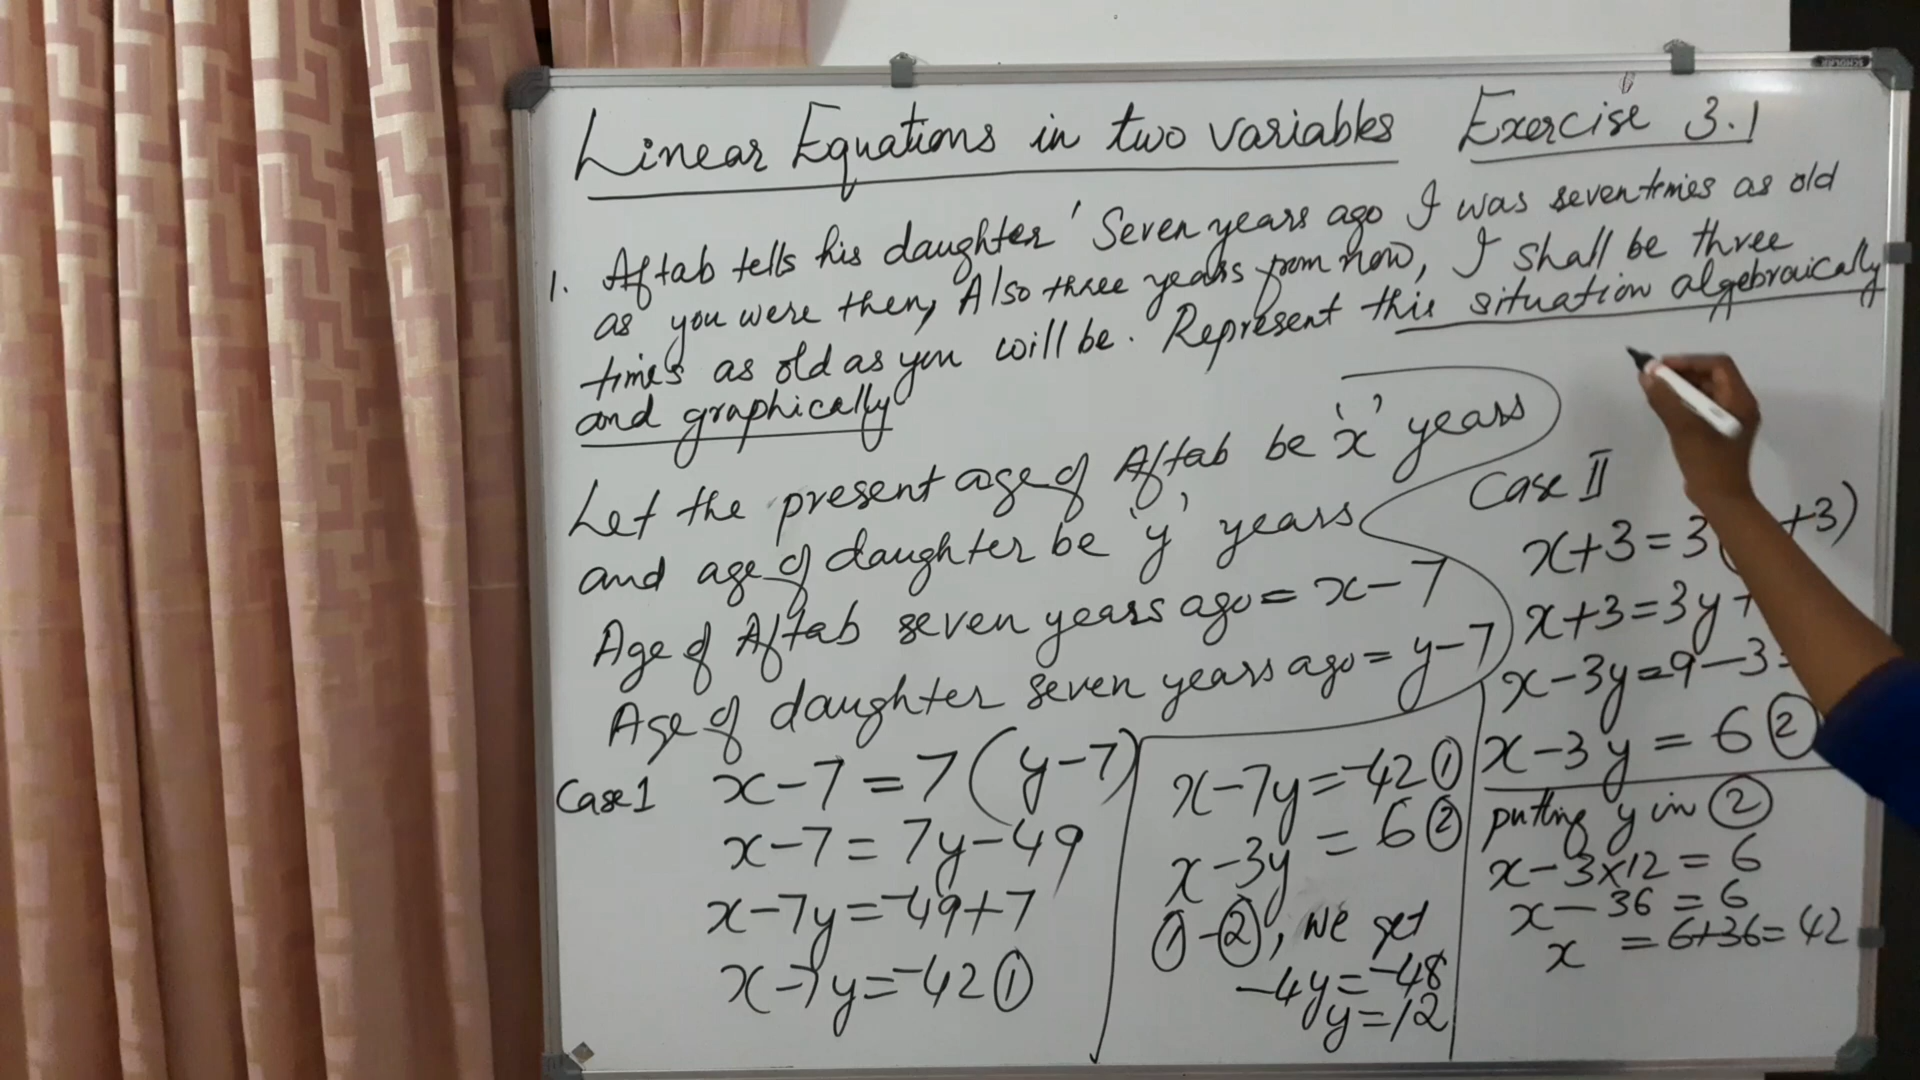 Linear Equations in two variables Exercise 3.1
1. Aftab tells his daughter ' Seven years ago I was seven times as old
as you were then, Also three years from now, I shall be three
times as old as you will be. Represent this situation algebraically
and graphically
Let the present age of Aftab be 'x' years
and age of daughter be 'y' years
Age of Aftab seven years ago = x-7
Age of daughter seven years ago = y-7
Case 1 x-7 = 7(y-7)
x-7 = 7y-49
x-7y = -49+7
x-7y = -42 ①
x-7y = -42 ①
x-3y = 6 ②
①-②, we get
-4y = -48
y = 12
Case II
x+3 = 3( +3)
x+3 = 3y+
x-3y = 9-3 =
x-3y = 6 ②
putting y in ②
x-3×12 = 6
x-36 = 6
x = 6+36 = 42